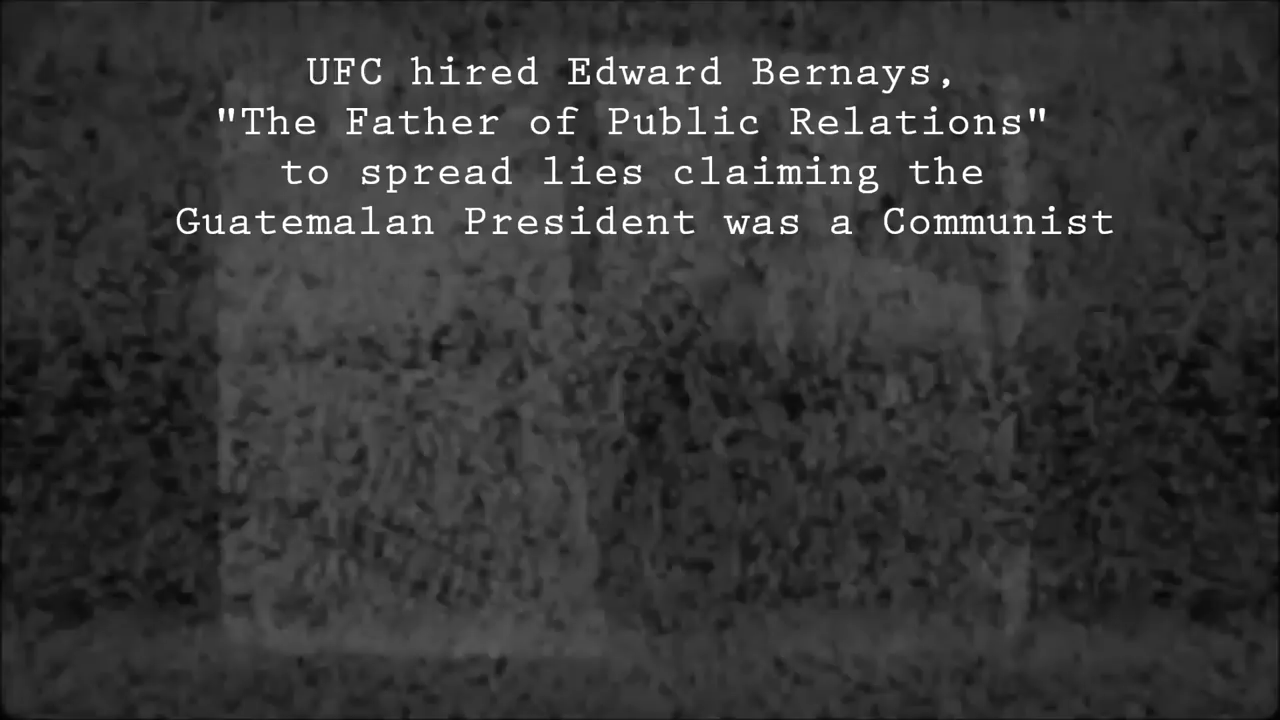 UFC hired Edward Bernays,
"The Father of Public Relations"
to spread lies claiming the
Guatemalan President was a Communist